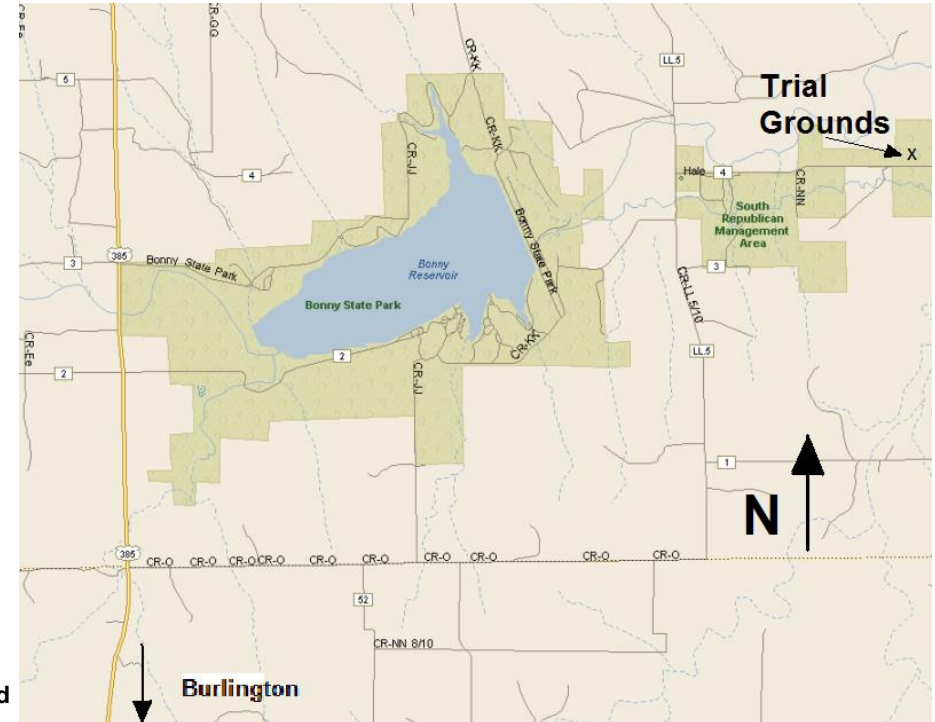 CR-Ee
CR-GG
5
CR-KK
LL.5
Trial
Grounds
X
CR-KK
CR-JJ
4
Hale
4
CR-NN
South
Republican
Management
Area
385
3
Bonny State Park
Bonny
Reservoir
Bonny State Park
Bonny State Park
3
CR-LL.5/10
CR-Ee
2
CR-KK
LL.5
2
CR-JJ
1
N
385
CR-O CR-O CR-O CR-O CR-O CR-O CR-O CR-O CR-O CR-O
52
CR-NN 8/10
Burlington
d